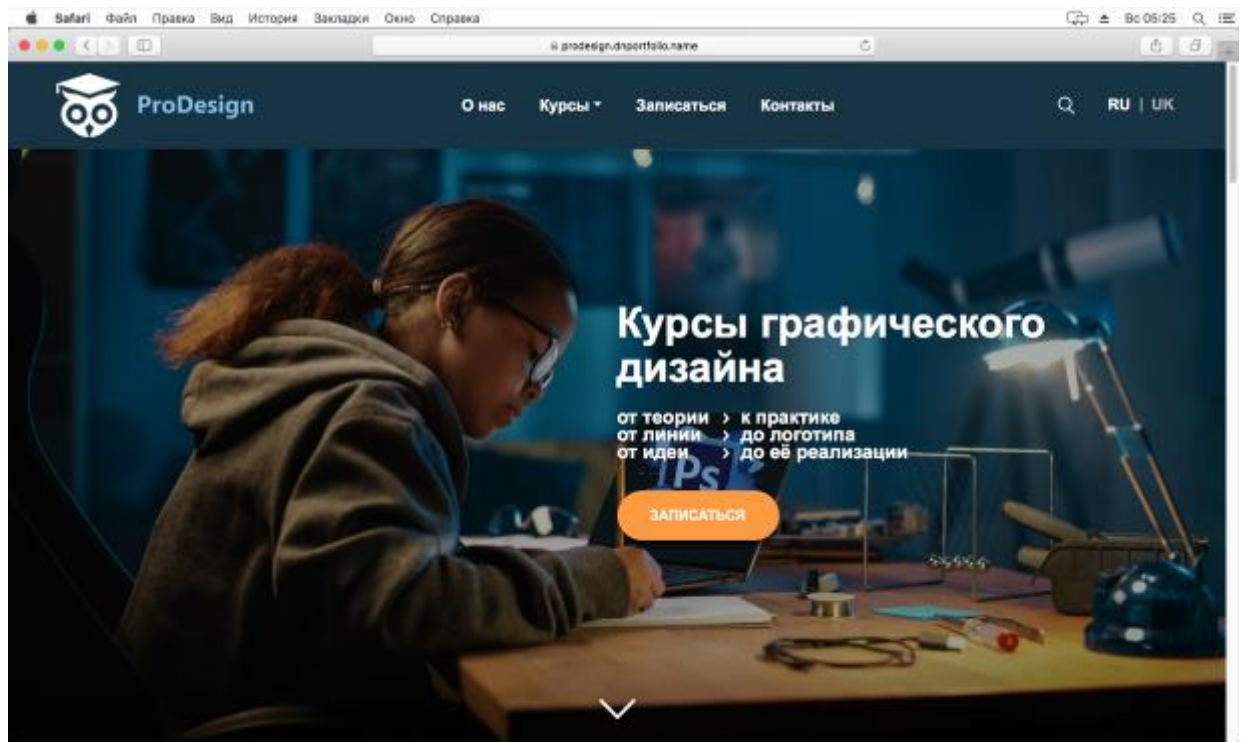 Safari Файл Правка Вид История Закладки Окно Справка Вс 05:25
prodesign.dnportfolio.name
ProDesign О нас Курсы Записаться Контакты RU | UK
Курсы графического
дизайна
от теории > к практике
от линии > до логотипа
от идеи > до её реализации
Ps
ЗАПИСАТЬСЯ